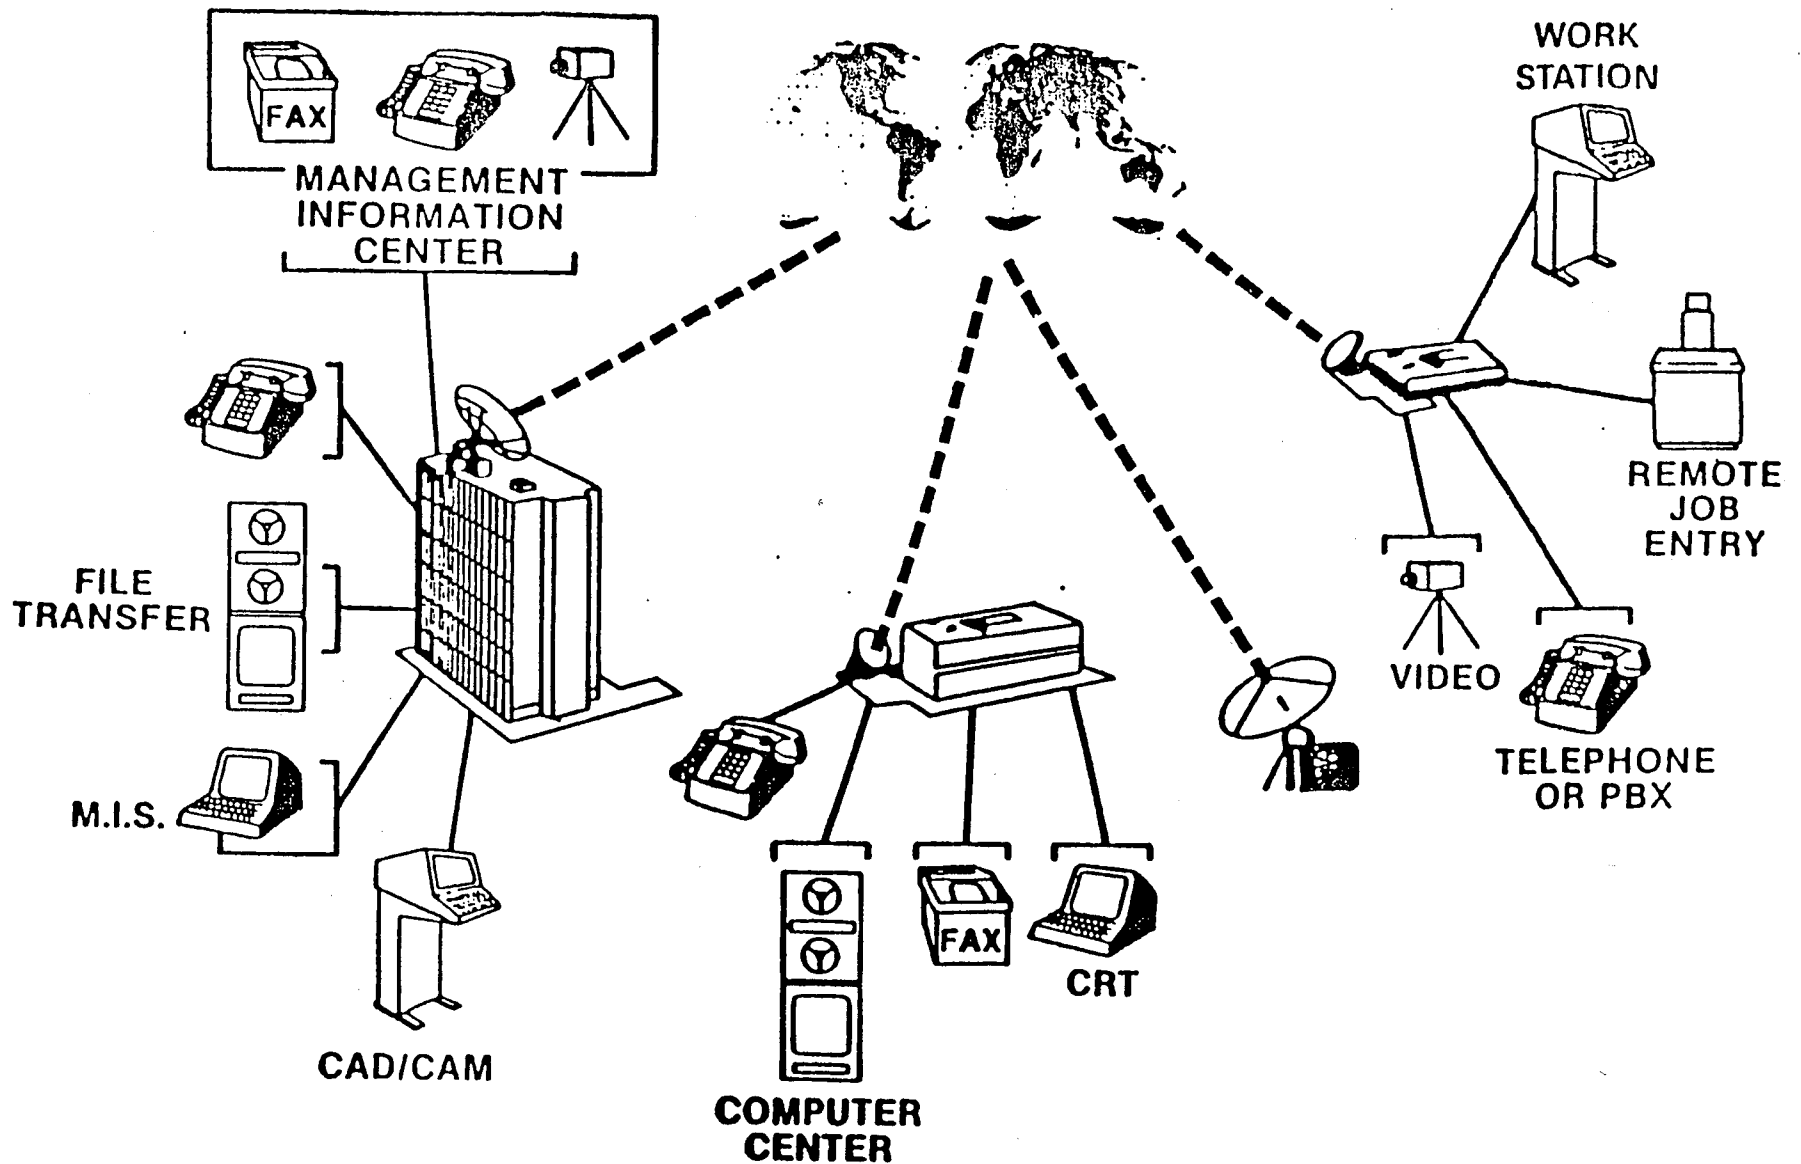 FAX
MANAGEMENT
INFORMATION
CENTER
WORK
STATION
REMOTE
JOB
ENTRY
FILE
TRANSFER
VIDEO
TELEPHONE
OR PBX
M.I.S.
FAX
CRT
CAD/CAM
COMPUTER
CENTER